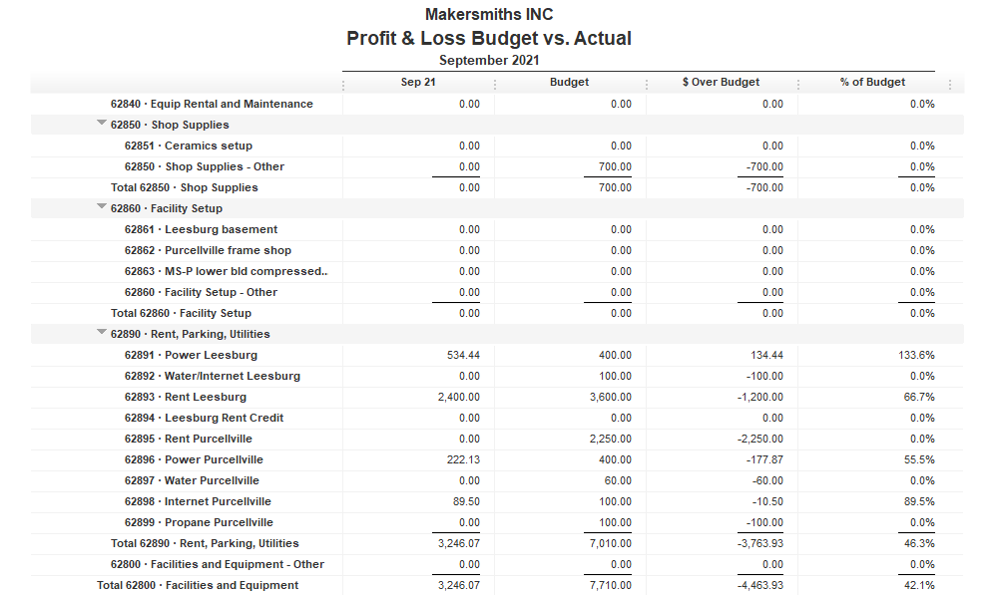 Makersmiths INC
Profit & Loss Budget vs. Actual
September 2021
Sep 21 Budget $ Over Budget % of Budget
62840 · Equip Rental and Maintenance 0.00 0.00 0.00 0.0%
62850 · Shop Supplies
62851 · Ceramics setup 0.00 0.00 0.00 0.0%
62850 · Shop Supplies - Other 0.00 700.00 -700.00 0.0%
Total 62850 · Shop Supplies 0.00 700.00 -700.00 0.0%
62860 · Facility Setup
62861 · Leesburg basement 0.00 0.00 0.00 0.0%
62862 · Purcellville frame shop 0.00 0.00 0.00 0.0%
62863 · MS-P lower bld compressed.. 0.00 0.00 0.00 0.0%
62860 · Facility Setup - Other 0.00 0.00 0.00 0.0%
Total 62860 · Facility Setup 0.00 0.00 0.00 0.0%
62890 · Rent, Parking, Utilities
62891 · Power Leesburg 534.44 400.00 134.44 133.6%
62892 · Water/Internet Leesburg 0.00 100.00 -100.00 0.0%
62893 · Rent Leesburg 2,400.00 3,600.00 -1,200.00 66.7%
62894 · Leesburg Rent Credit 0.00 0.00 0.00 0.0%
62895 · Rent Purcellville 0.00 2,250.00 -2,250.00 0.0%
62896 · Power Purcellville 222.13 400.00 -177.87 55.5%
62897 · Water Purcellville 0.00 60.00 -60.00 0.0%
62898 · Internet Purcellville 89.50 100.00 -10.50 89.5%
62899 · Propane Purcellville 0.00 100.00 -100.00 0.0%
Total 62890 · Rent, Parking, Utilities 3,246.07 7,010.00 -3,763.93 46.3%
62800 · Facilities and Equipment - Other 0.00 0.00 0.00 0.0%
Total 62800 · Facilities and Equipment 3,246.07 7,710.00 -4,463.93 42.1%